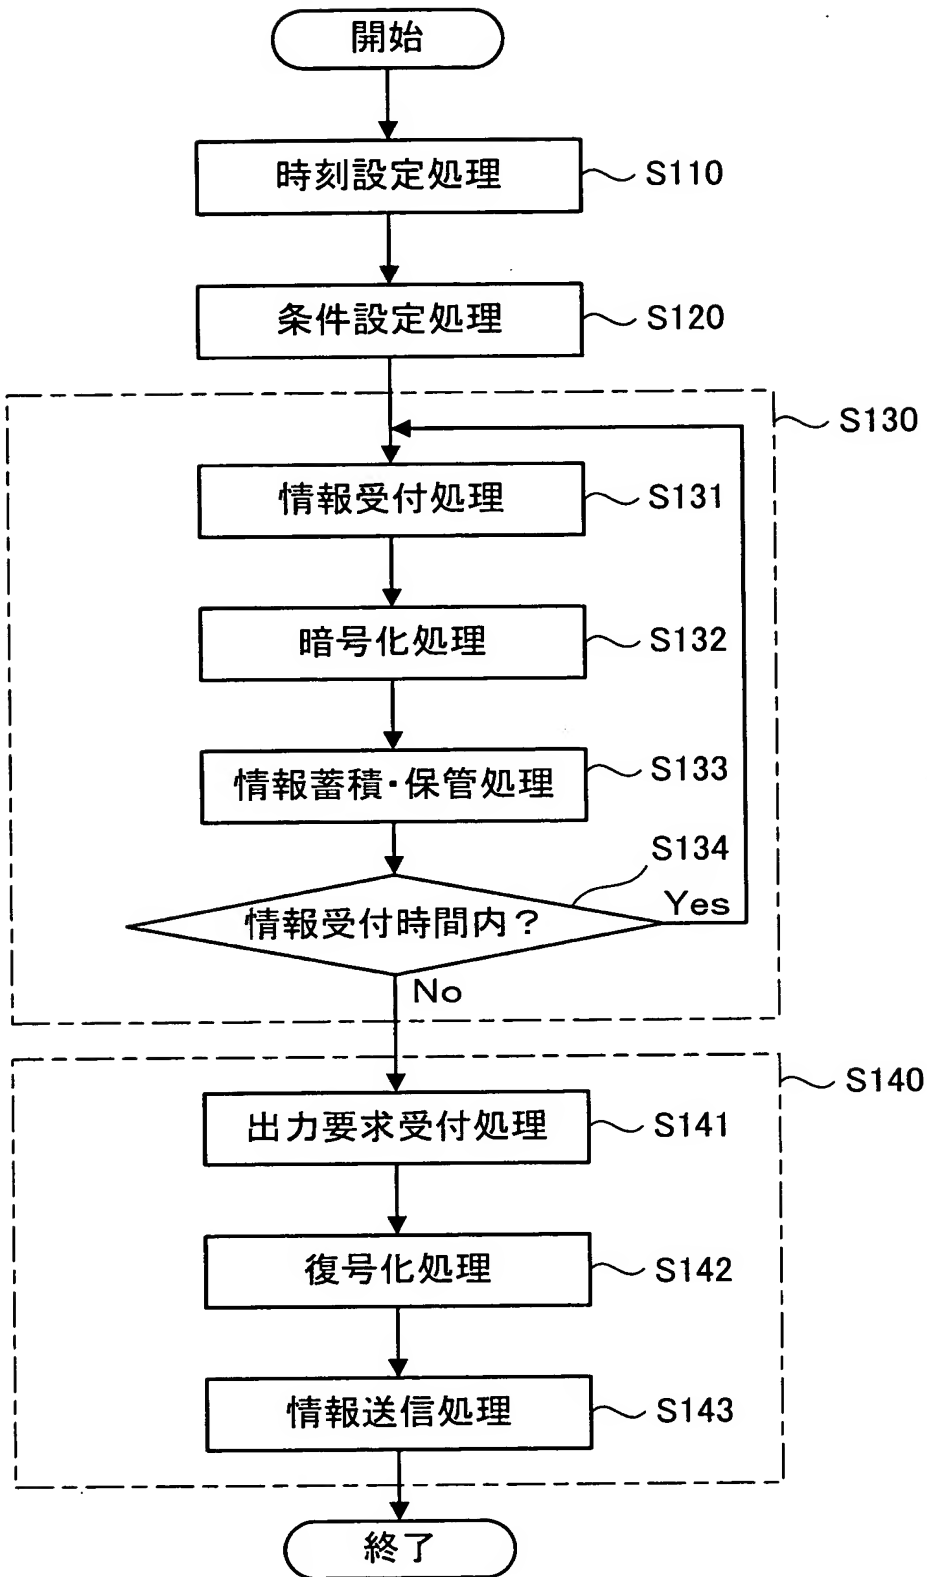 開始
時刻設定処理 S110
条件設定処理 S120
S130
情報受付処理 S131
暗号化処理 S132
情報蓄積・保管処理 S133
S134
情報受付時間内？ Yes
No
S140
出力要求受付処理 S141
復号化処理 S142
情報送信処理 S143
終了